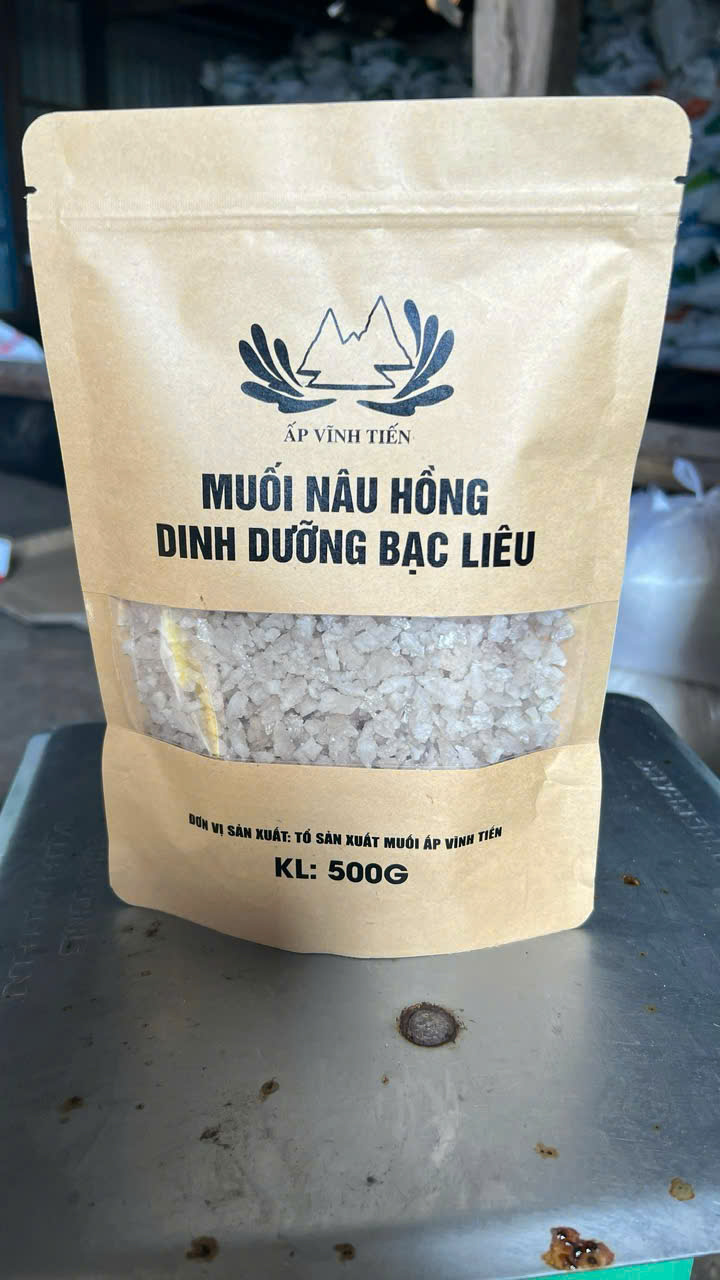 ẤP VĨNH TIẾN
MUỐI NÂU HỒNG
DINH DƯỠNG BẠC LIÊU
ĐƠN VỊ SẢN XUẤT: TỔ SẢN XUẤT MUỐI ẤP VĨNH TIẾN
KL: 500G